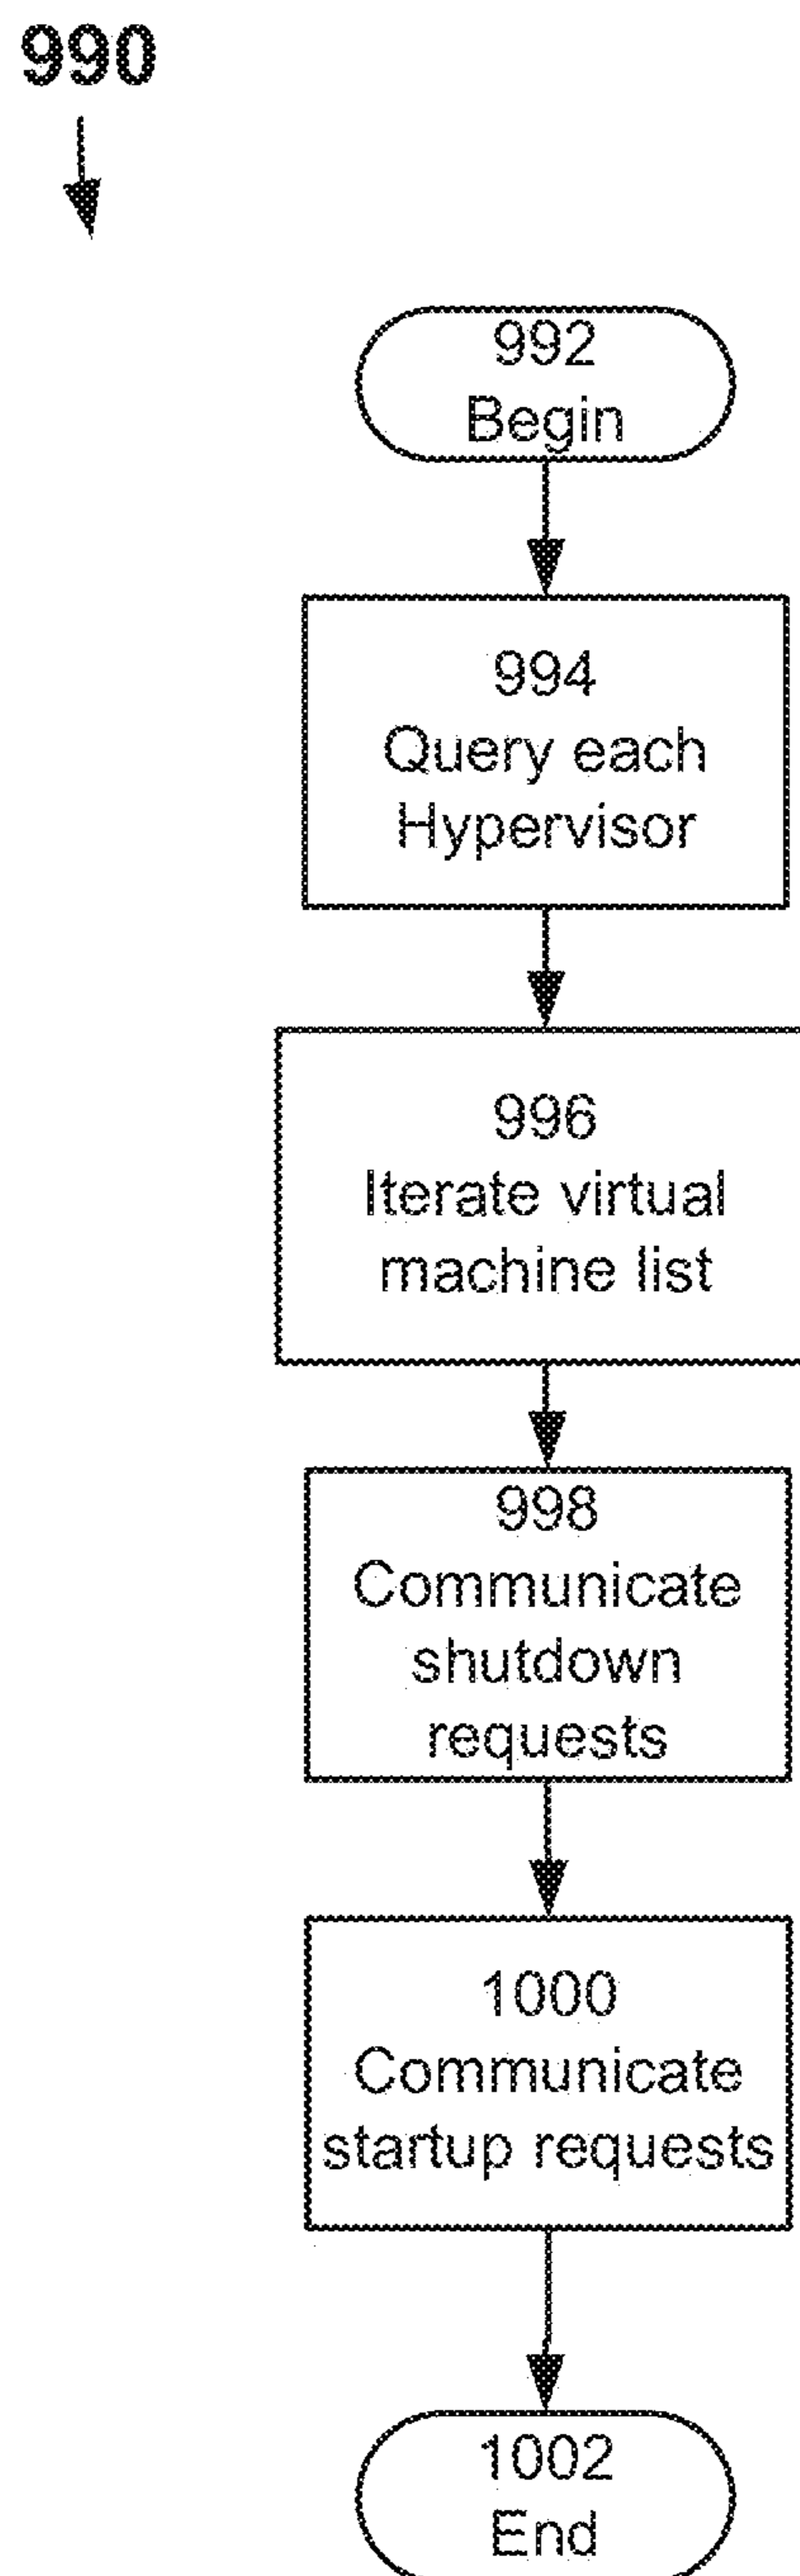 990
992
Begin
994
Query each
Hypervisor
996
Iterate virtual
machine list
998
Communicate
shutdown
requests
1000
Communicate
startup requests
1002
End